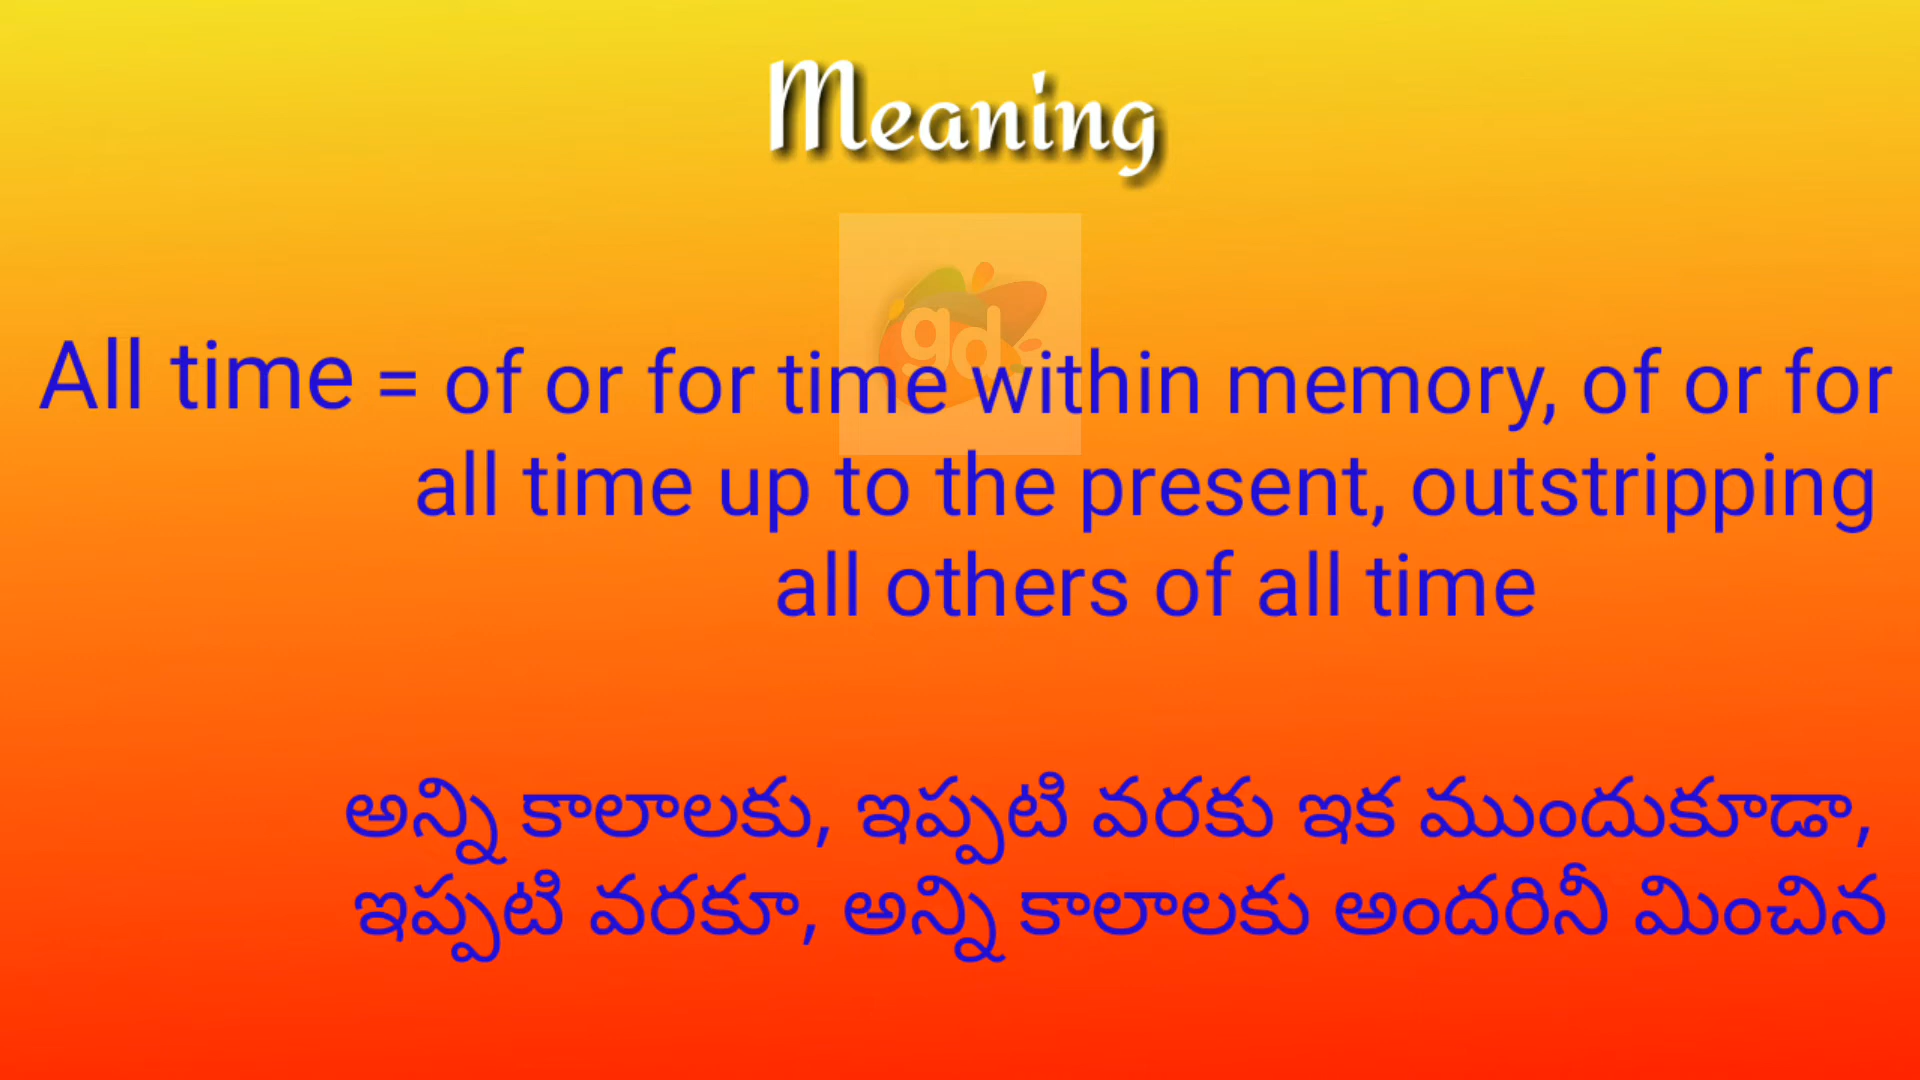 Meaning
gd
All time = of or for time within memory, of or for
all time up to the present, outstripping
all others of all time
అన్ని కాలాలకు, ఇప్పటి వరకు ఇక ముందుకూడా,
ఇప్పటి వరకూ, అన్ని కాలాలకు అందరినీ మించిన